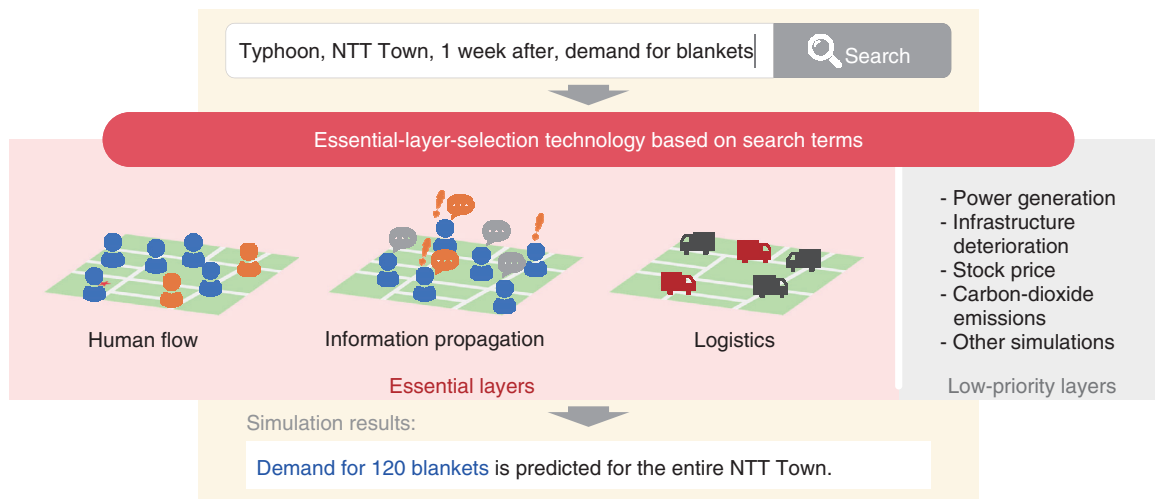 Typhoon, NTT Town, 1 week after, demand for blankets
Search
Essential-layer-selection technology based on search terms
Human flow
Information propagation
Logistics
Essential layers
- Power generation
- Infrastructure
deterioration
- Stock price
- Carbon-dioxide
emissions
- Other simulations
Low-priority layers
Simulation results:
Demand for 120 blankets is predicted for the entire NTT Town.